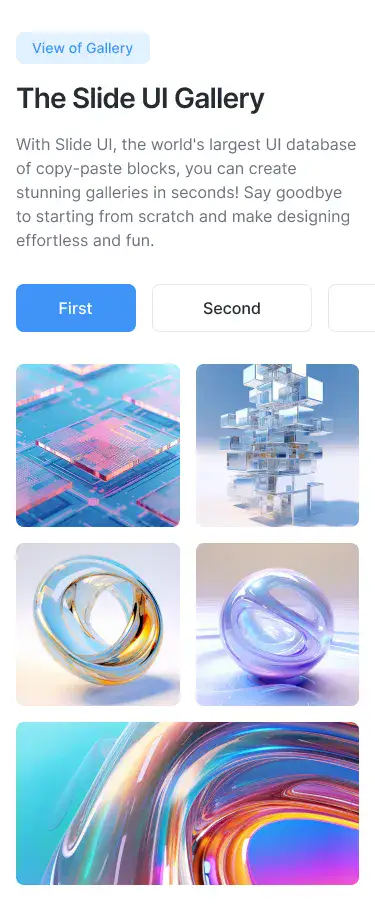 View of Gallery
The Slide UI Gallery
With Slide UI, the world's largest UI database
of copy-paste blocks, you can create
stunning galleries in seconds! Say goodbye
to starting from scratch and make designing
effortless and fun.
First
Second